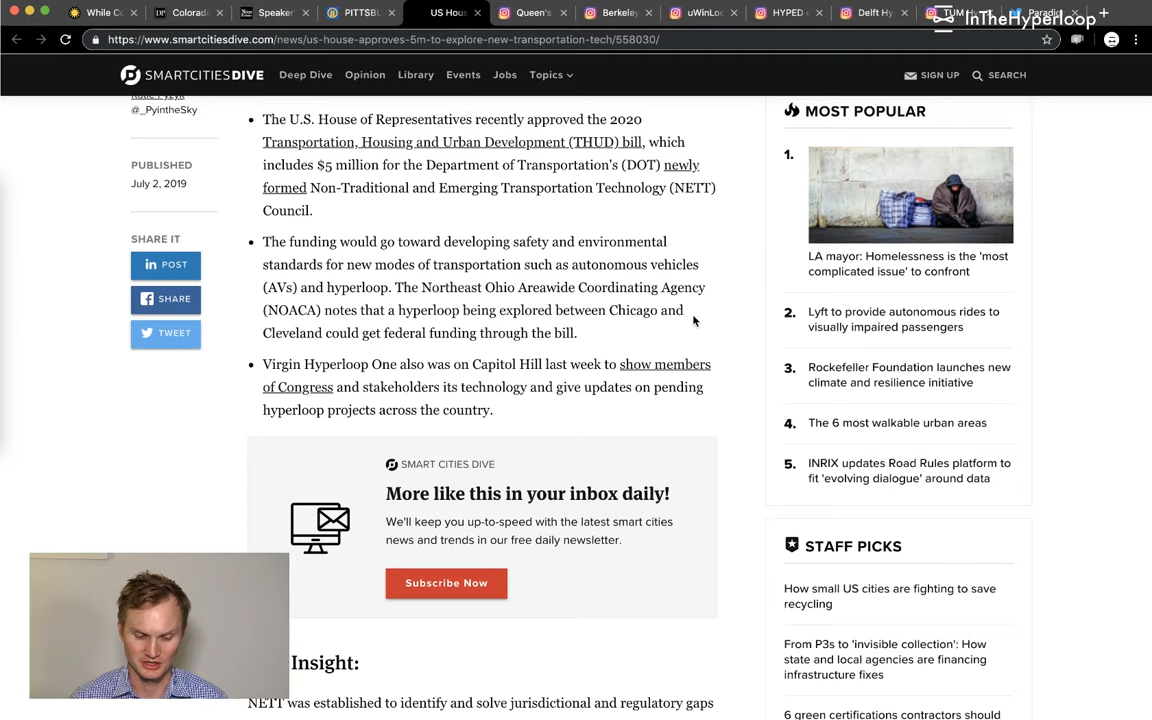 While Co
Colorad
Speaker
PITTSBU
US Hous
Queen's
Berkeley
uWinLoo
HYPED c
Delft Hy
TUM Hy
Paradig
InTheHyperloop
https://www.smartcitiesdive.com/news/us-house-approves-5m-to-explore-new-transportation-tech/558030/
SMARTCITIESDIVE
Deep Dive
Opinion
Library
Events
Jobs
Topics
SIGN UP
SEARCH
@_PyintheSky
PUBLISHED
July 2, 2019
SHARE IT
in POST
SHARE
TWEET
The U.S. House of Representatives recently approved the 2020
Transportation, Housing and Urban Development (THUD) bill, which
includes $5 million for the Department of Transportation's (DOT) newly
formed Non-Traditional and Emerging Transportation Technology (NETT)
Council.
The funding would go toward developing safety and environmental
standards for new modes of transportation such as autonomous vehicles
(AVs) and hyperloop. The Northeast Ohio Areawide Coordinating Agency
(NOACA) notes that a hyperloop being explored between Chicago and
Cleveland could get federal funding through the bill.
Virgin Hyperloop One also was on Capitol Hill last week to show members
of Congress and stakeholders its technology and give updates on pending
hyperloop projects across the country.
SMART CITIES DIVE
More like this in your inbox daily!
We'll keep you up-to-speed with the latest smart cities
news and trends in our free daily newsletter.
Subscribe Now
Insight:
NETT was established to identify and solve jurisdictional and regulatory gaps
MOST POPULAR
1.
LA mayor: Homelessness is the 'most
complicated issue' to confront
2. Lyft to provide autonomous rides to
visually impaired passengers
3. Rockefeller Foundation launches new
climate and resilience initiative
4. The 6 most walkable urban areas
5. INRIX updates Road Rules platform to
fit 'evolving dialogue' around data
STAFF PICKS
How small US cities are fighting to save
recycling
From P3s to 'invisible collection': How
state and local agencies are financing
infrastructure fixes
6 green certifications contractors should